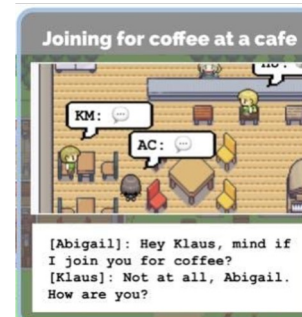 Joining for coffee at a cafe
KM:
AC:
[Abigail]: Hey Klaus, mind if
I join you for coffee?
[Klaus]: Not at all, Abigail.
How are you?